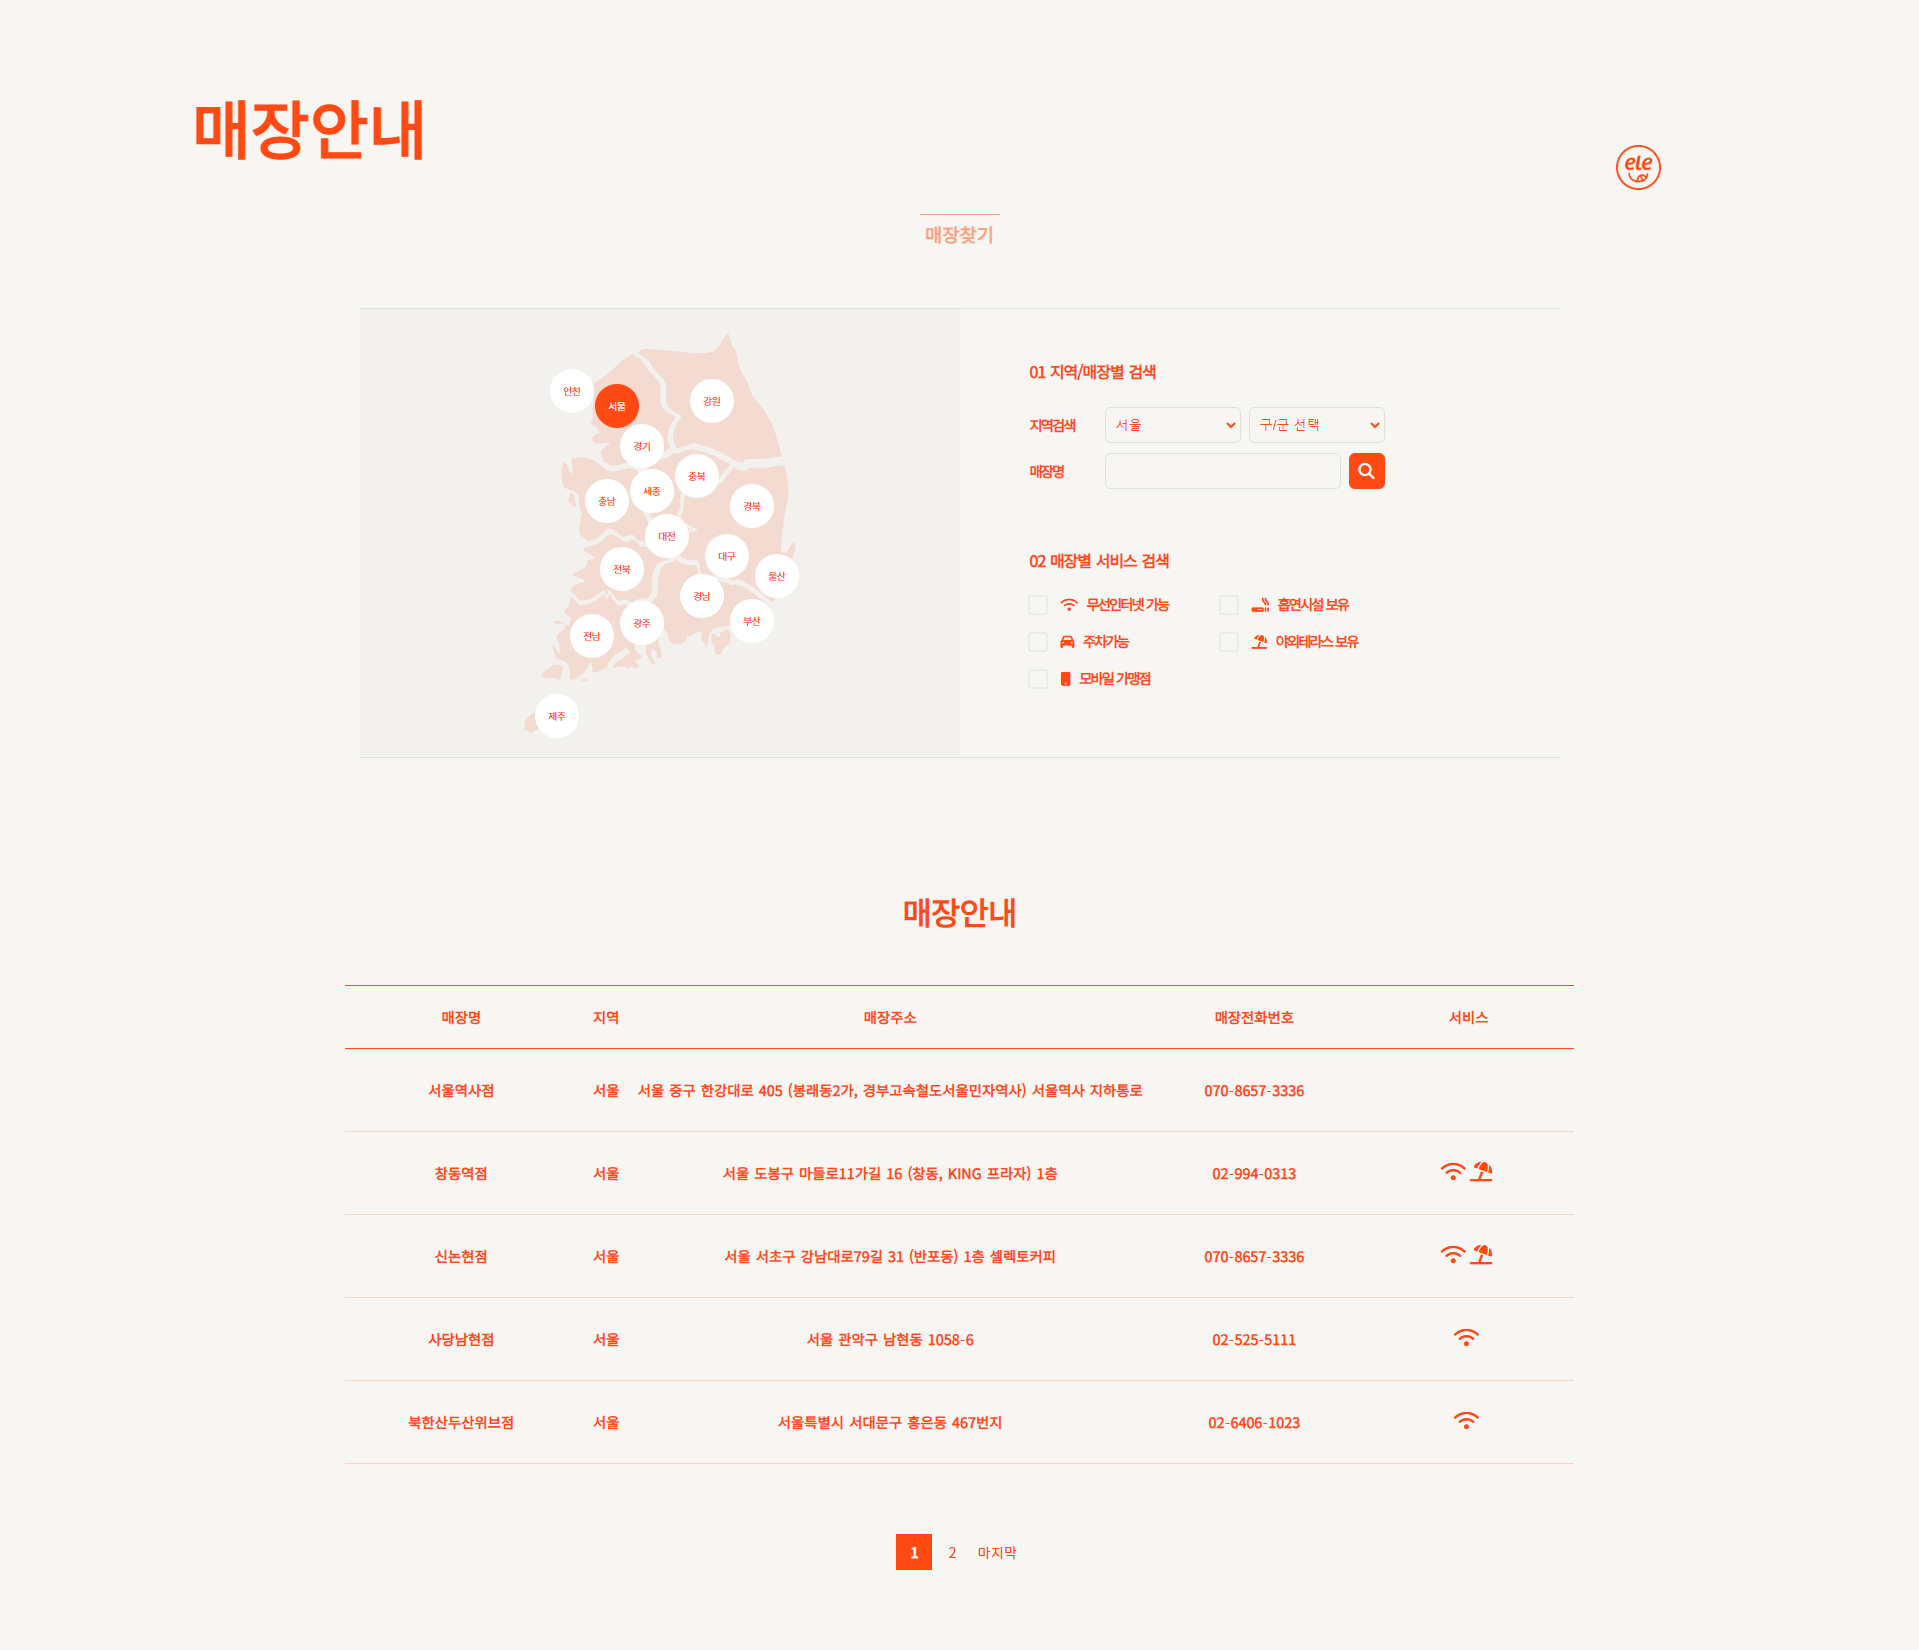 매장안내
ele
매장찾기
인천
서울
강원
경기
충북
세종
충남
경북
대전
대구
전북
울산
경남
부산
광주
전남
제주
01 지역/매장별 검색
지역검색 서울 구/군 선택
매장명
02 매장별 서비스 검색
무선인터넷 가능 흡연시설 보유
주차가능 야외테라스 보유
모바일 가맹점
매장안내
매장명 지역 매장주소 매장전화번호 서비스
서울역사점 서울 서울 중구 한강대로 405 (봉래동2가, 경부고속철도서울민자역사) 서울역사 지하통로 070-8657-3336
창동역점 서울 서울 도봉구 마들로11가길 16 (창동, KING 프라자) 1층 02-994-0313
신논현점 서울 서울 서초구 강남대로79길 31 (반포동) 1층 셀렉토커피 070-8657-3336
사당남현점 서울 서울 관악구 남현동 1058-6 02-525-5111
북한산두산위브점 서울 서울특별시 서대문구 홍은동 467번지 02-6406-1023
1 2 마지막